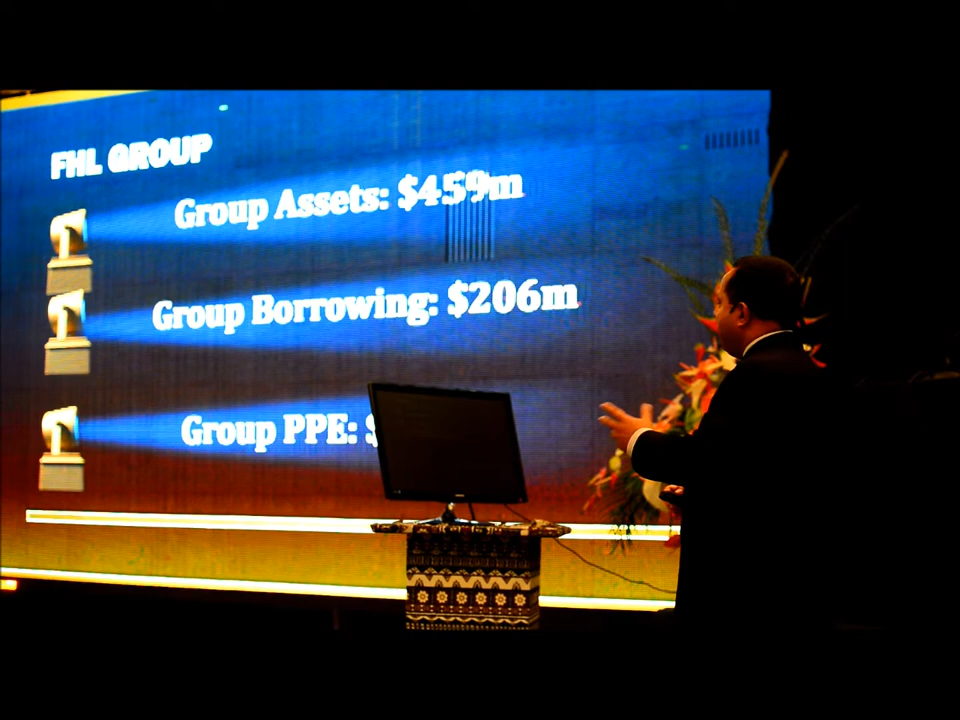 FHL GROUP
Group Assets: $459m
Group Borrowing: $206m
Group PPE: $